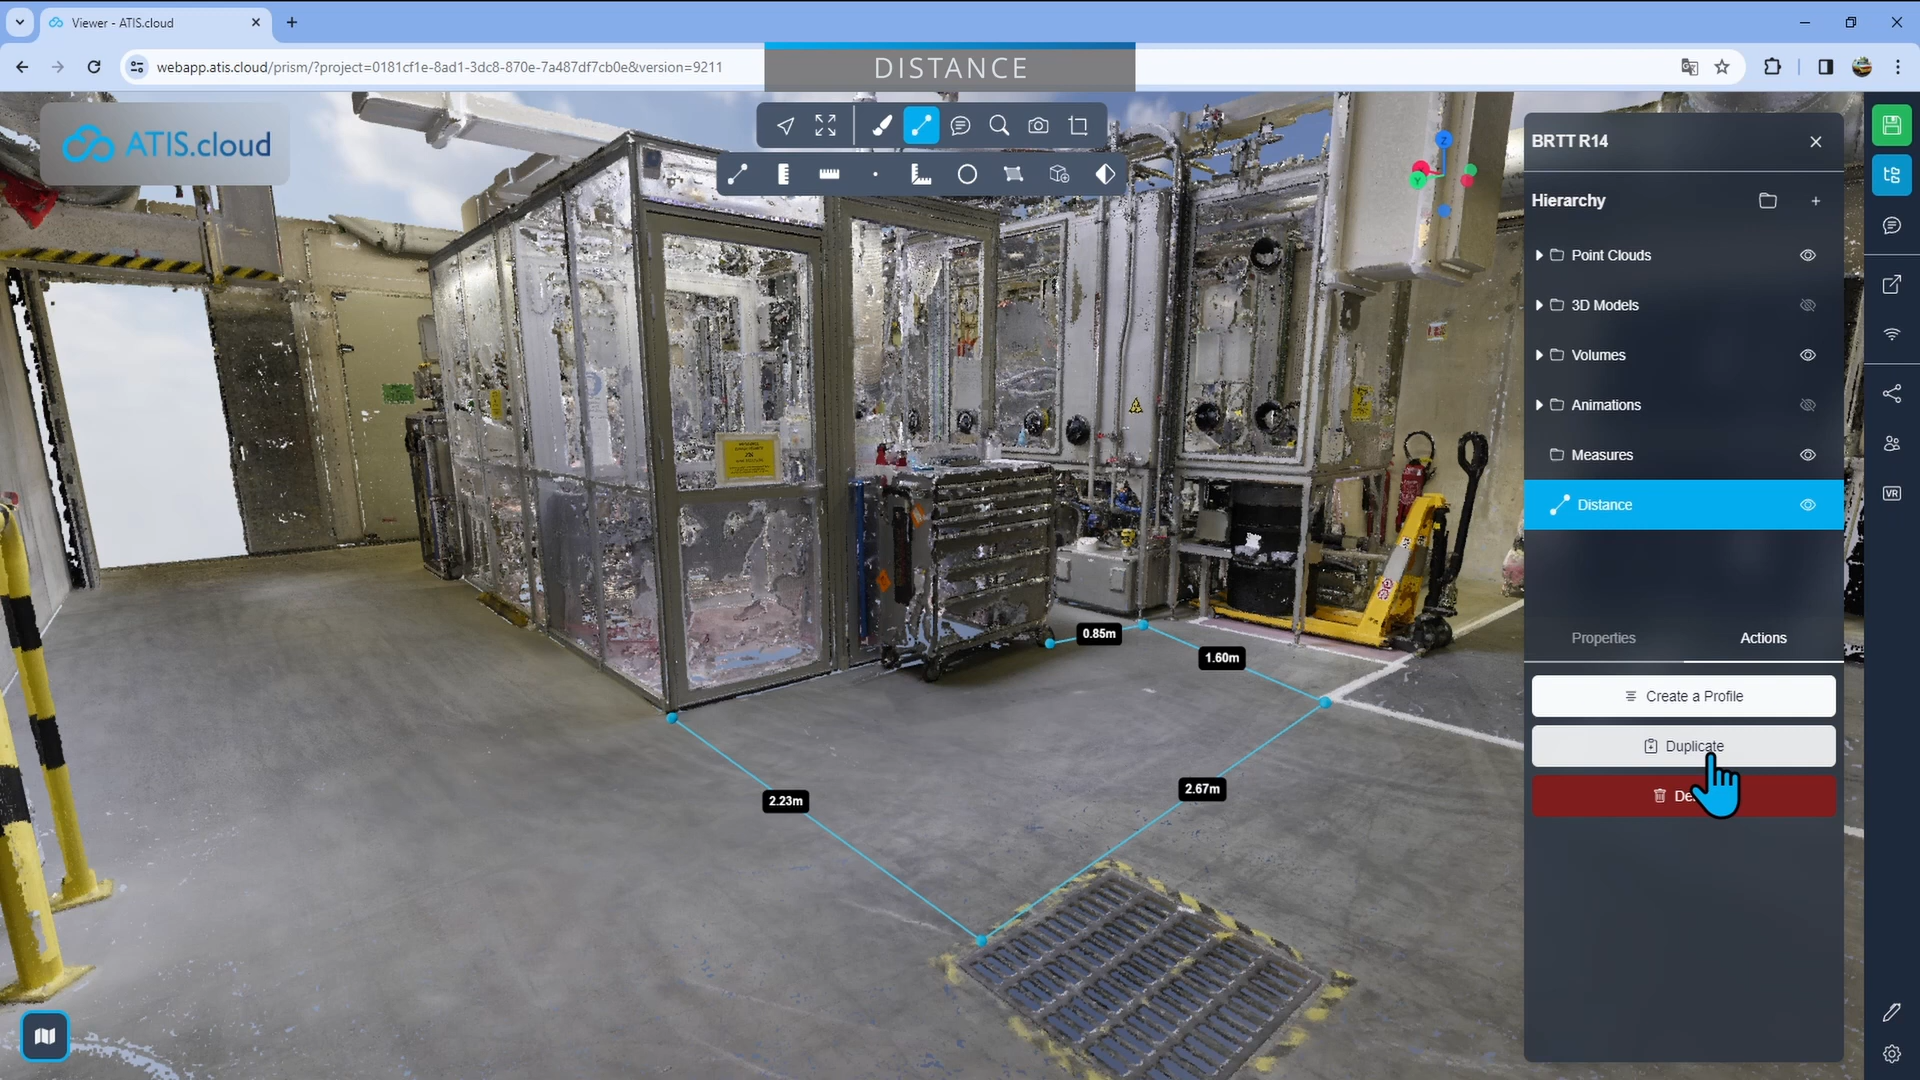 Viewer - ATIS.cloud
webapp.atis.cloud/prism/?project=0181cf1e-8ad1-3dc8-870e-7a487df7cb0e&version=9211
DISTANCE
ATIS.cloud
BRTT R14
Hierarchy
Point Clouds
3D Models
Volumes
Animations
Measures
Distance
Properties
Actions
Create a Profile
Duplicate
Z
Y
VR
0.85m
1.60m
2.23m
2.67m